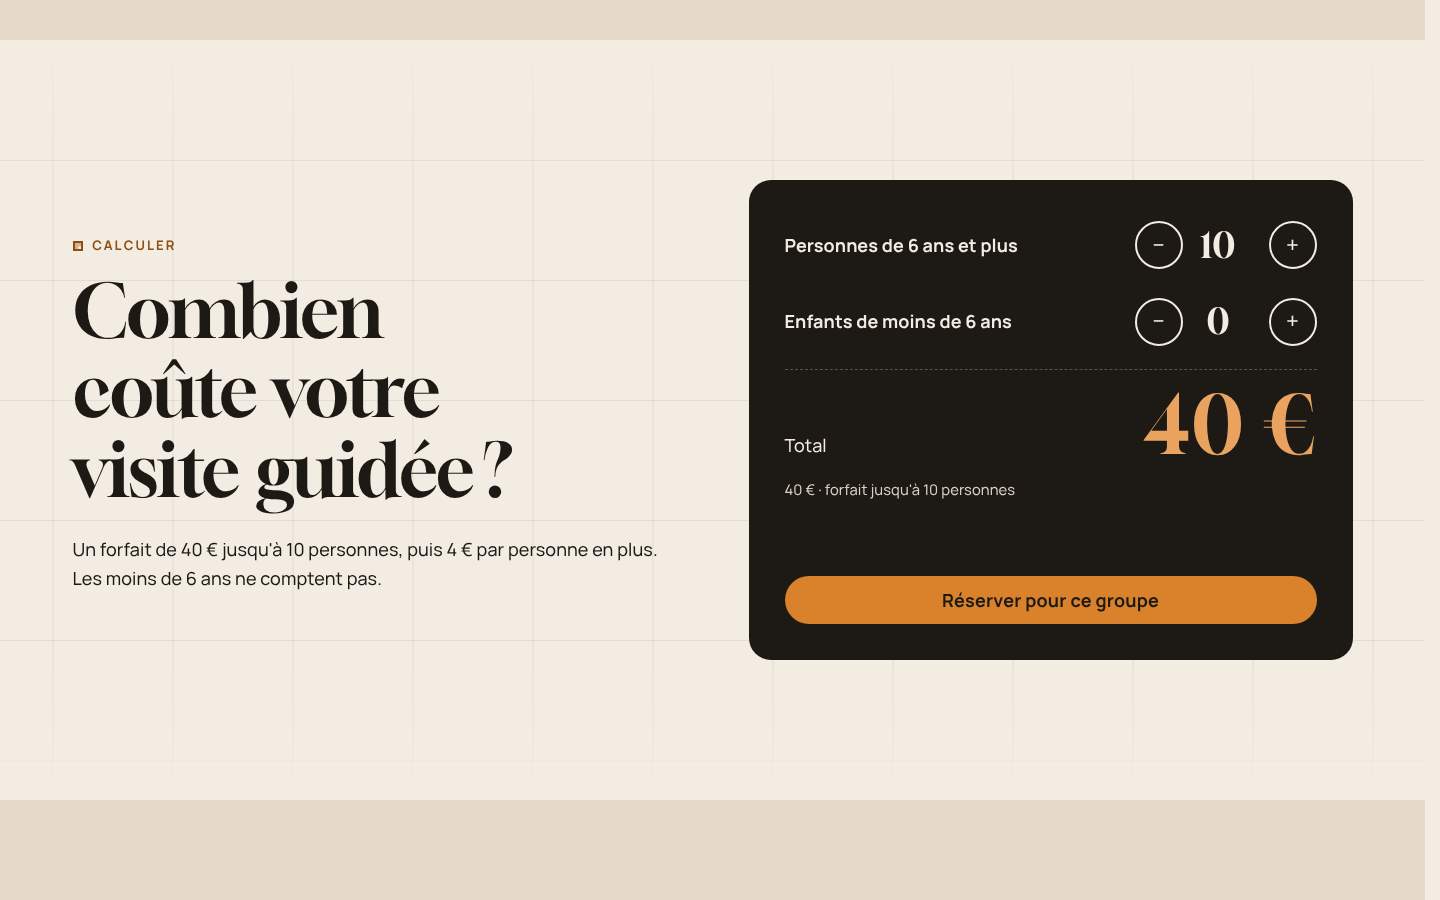 CALCULER
Combien
coûte votre
visite guidée ?
Un forfait de 40 € jusqu'à 10 personnes, puis 4 € par personne en plus.
Les moins de 6 ans ne comptent pas.
Personnes de 6 ans et plus − 10 +
Enfants de moins de 6 ans − 0 +
Total 40 €
40 € · forfait jusqu'à 10 personnes
Réserver pour ce groupe